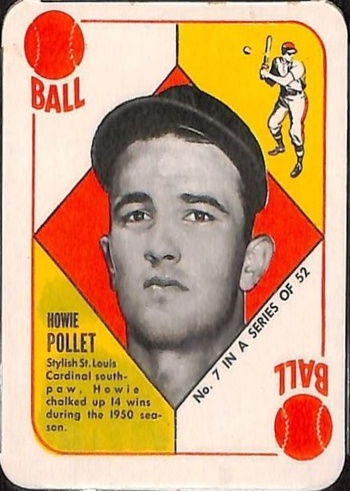 BALL
HOWIE
POLLET
Stylish St. Louis
Cardinal south-
paw, Howie
chalked up 14 wins
during the 1950 sea-
son.
No. 7 IN A SERIES OF 52
BALL